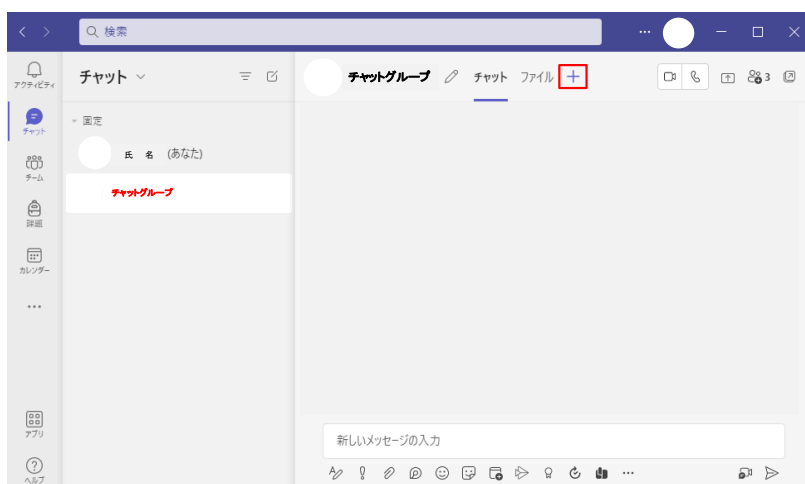 検索
アクティビティ
チャット
チーム
課題
カレンダー
アプリ
ヘルプ
チャット
固定
氏 名 (あなた)
チャットグループ
チャットグループ チャット ファイル
3
新しいメッセージの入力